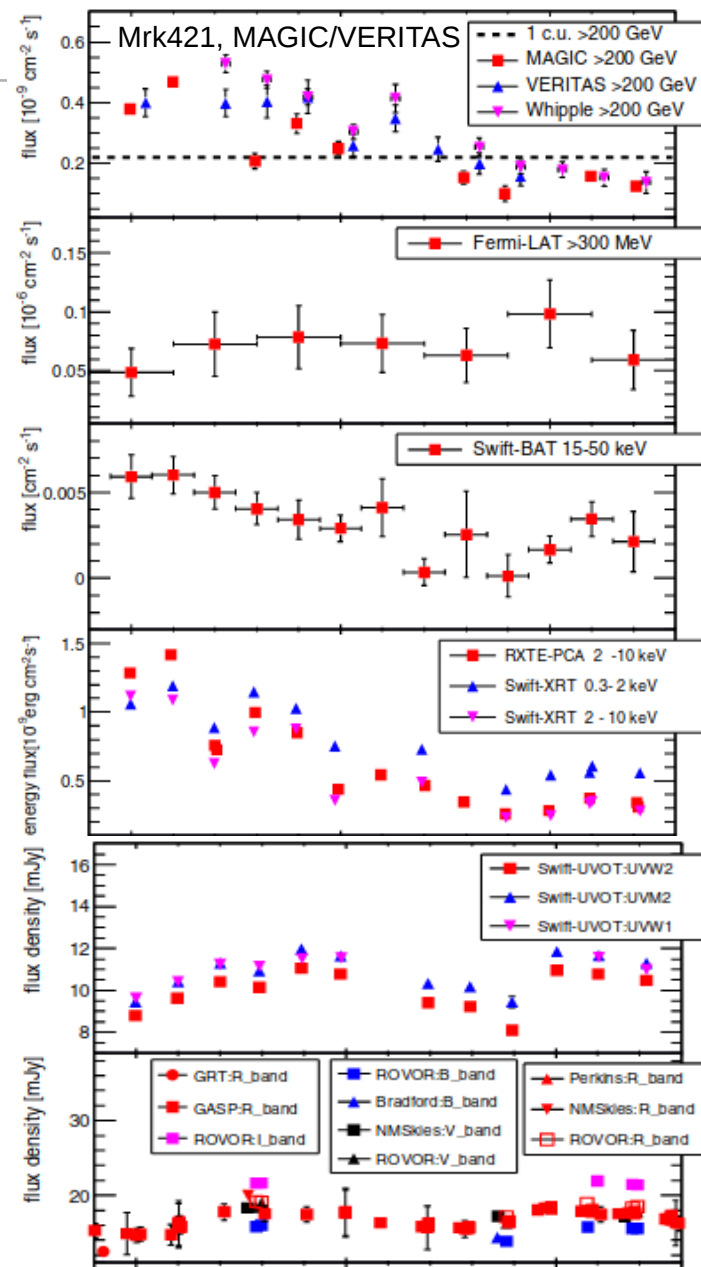 Mrk421, MAGIC/VERITAS
1 c.u. >200 GeV
MAGIC >200 GeV
VERITAS >200 GeV
Whipple >200 GeV
flux [10⁻⁹ cm⁻² s⁻¹]
0.6
0.4
0.2
Fermi-LAT >300 MeV
flux [10⁻⁶ cm⁻² s⁻¹]
0.15
0.1
0.05
Swift-BAT 15-50 keV
flux [cm⁻² s⁻¹]
0.005
0
RXTE-PCA 2 -10 keV
Swift-XRT 0.3- 2 keV
Swift-XRT 2 - 10 keV
energy flux[10⁻⁹erg cm⁻²s⁻¹]
1.5
1
0.5
Swift-UVOT:UVW2
Swift-UVOT:UVM2
Swift-UVOT:UVW1
flux density [mJy]
16
14
12
10
8
GRT:R_band
GASP:R_band
ROVOR:I_band
ROVOR:B_band
Bradford:B_band
NMSkies:V_band
ROVOR:V_band
Perkins:R_band
NMSkies:R_band
ROVOR:R_band
flux density [mJy]
30
20